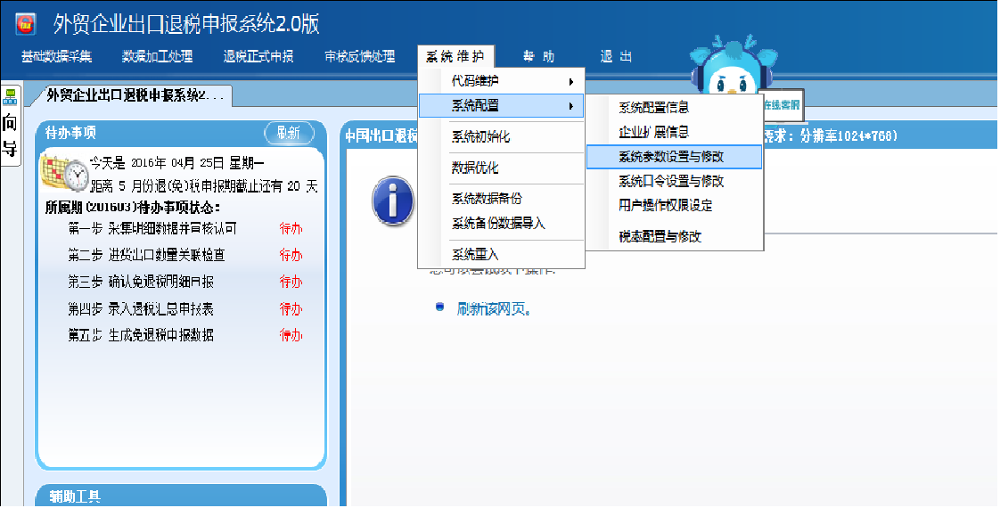 外贸企业出口退税申报系统2.0版
基础数据采集 数据加工处理 退税正式申报 审核反馈处理 系统维护 帮助 退出
代码维护
系统配置
系统初始化
数据优化
系统数据备份
系统备份数据导入
系统重入
系统配置信息
企业扩展信息
系统参数设置与修改
系统口令设置与修改
用户操作权限设定
税率配置与修改
在线客服
向导
外贸企业出口退税申报系统2...
待办事项 刷新
今天是 2016年 04月 25日 星期一
距离 5 月份退(免)税申报期截止还有 20 天
所属期(201603)待办事项状态：
第一步 采集明细数据并审核认可 待办
第二步 进货出口数量关联检查 待办
第三步 确认免退税明细申报 待办
第四步 录入退税汇总申报表 待办
第五步 生成免退税申报数据 待办
辅助工具
中国出口退税
要求：分辨率1024*768)
您可以尝试以下操作:
刷新该网页。